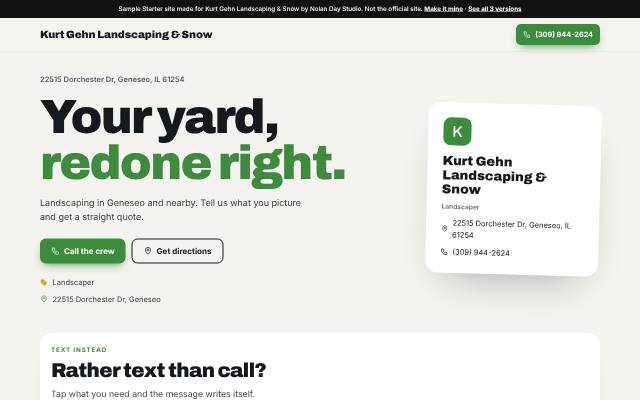 Sample Starter site made for Kurt Gehn Landscaping & Snow by Nolan Day Studio. Not the official site. Make it mine · See all 3 versions
Kurt Gehn Landscaping & Snow
(309) 944-2624
22515 Dorchester Dr, Geneseo, IL 61254
Your yard,
redone right.
Landscaping in Geneseo and nearby. Tell us what you picture
and get a straight quote.
Call the crew
Get directions
Landscaper
22515 Dorchester Dr, Geneseo
K
Kurt Gehn
Landscaping &
Snow
Landscaper
22515 Dorchester Dr, Geneseo, IL
61254
(309) 944-2624
TEXT INSTEAD
Rather text than call?
Tap what you need and the message writes itself.